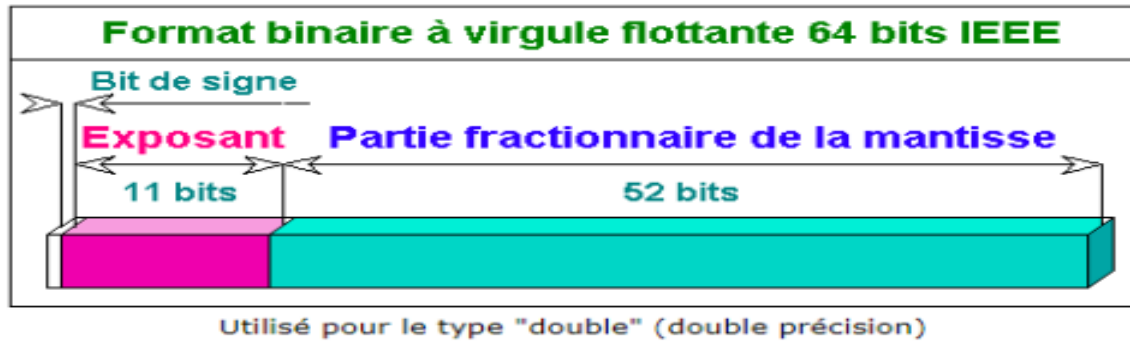 Format binaire à virgule flottante 64 bits IEEE
Bit de signe
Exposant Partie fractionnaire de la mantisse
11 bits 52 bits
Utilisé pour le type "double" (double précision)